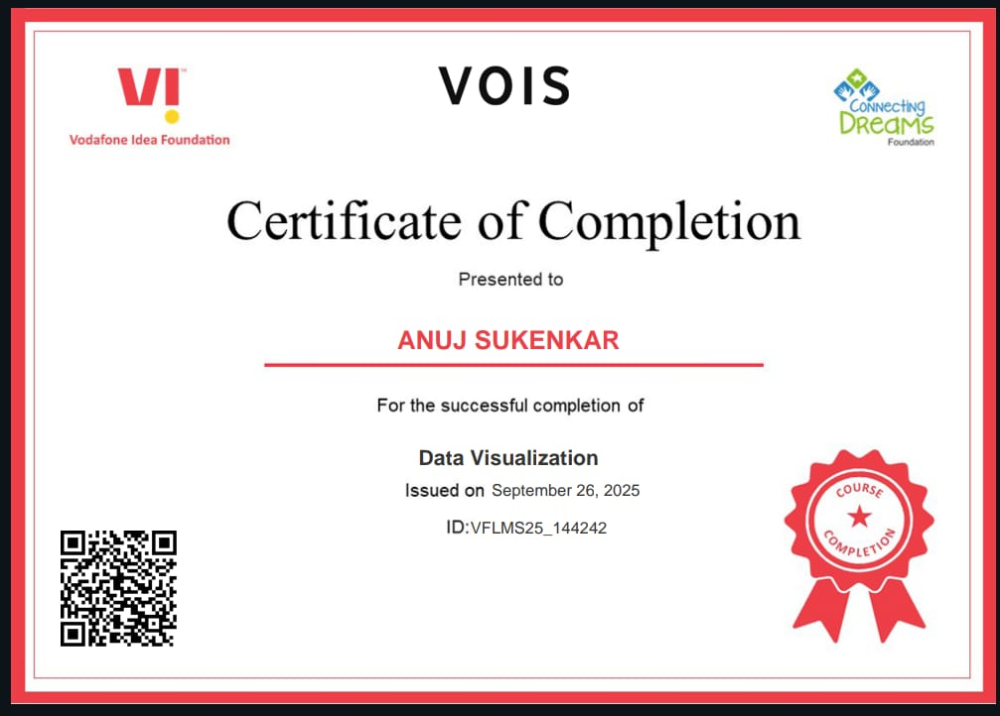 VI™
Vodafone Idea Foundation
VOIS
CONNECTING
DREAMS
Foundation
Certificate of Completion
Presented to
ANUJ SUKENKAR
For the successful completion of
Data Visualization
Issued on September 26, 2025
ID:VFLMS25_144242
COURSE
COMPLETION